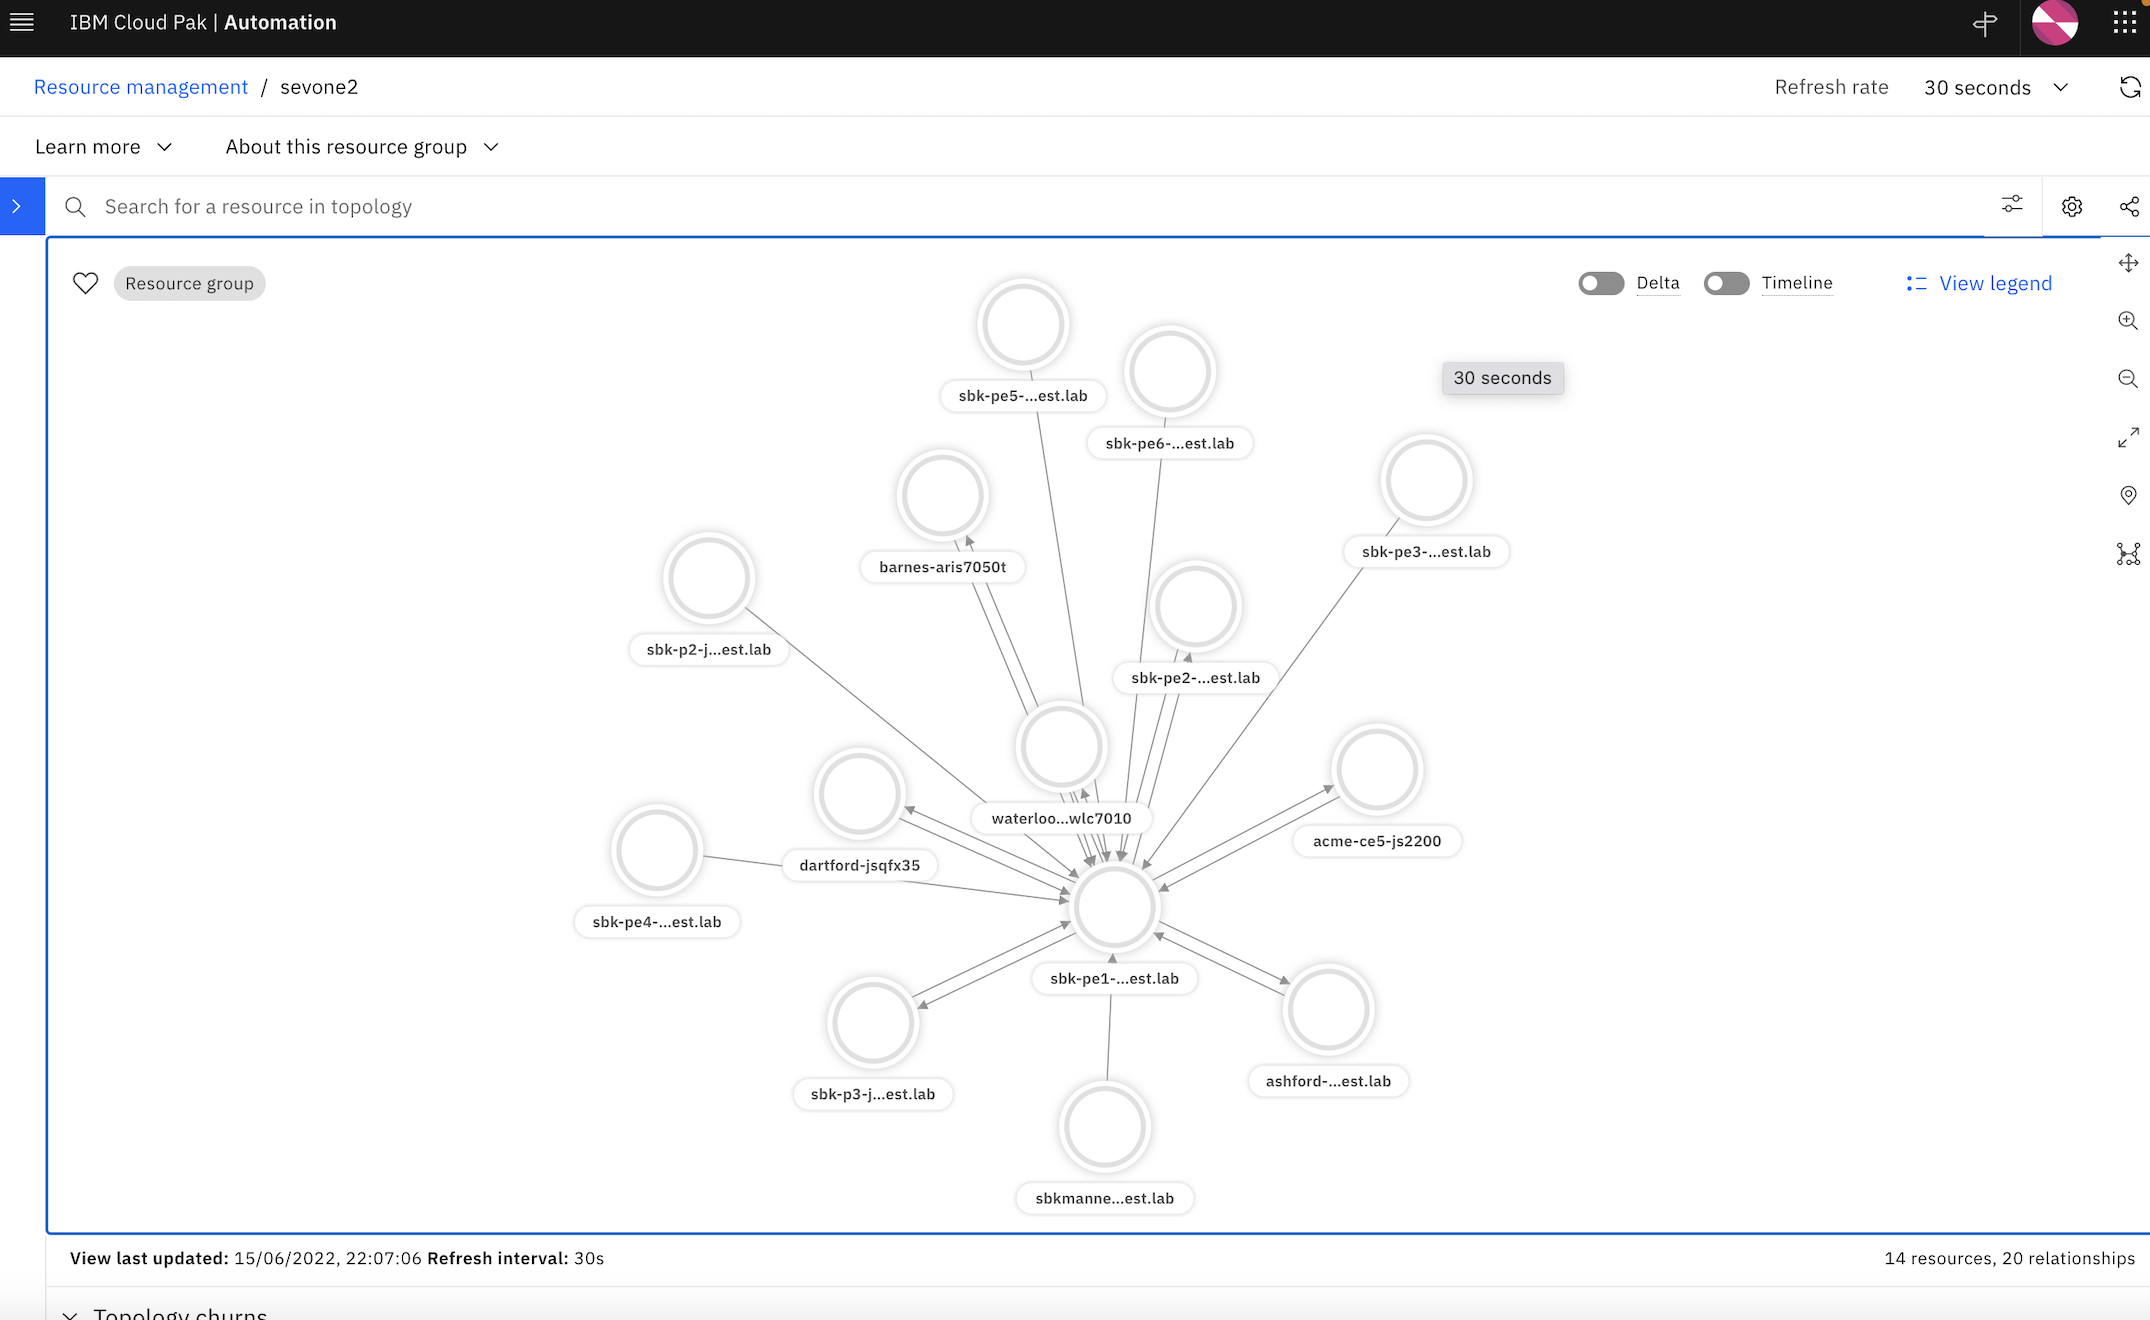 IBM Cloud Pak | Automation
Resource management / sevone2
Refresh rate 30 seconds
Learn more About this resource group
Search for a resource in topology
Resource group
Delta Timeline View legend
30 seconds
sbk-pe5-...est.lab
sbk-pe6-...est.lab
sbk-pe3-...est.lab
barnes-aris7050t
sbk-p2-j...est.lab
sbk-pe2-...est.lab
waterloo...wlc7010
acme-ce5-js2200
dartford-jsqfx35
sbk-pe4-...est.lab
sbk-pe1-...est.lab
ashford-...est.lab
sbk-p3-j...est.lab
sbkmanne...est.lab
View last updated: 15/06/2022, 22:07:06 Refresh interval: 30s
14 resources, 20 relationships
Topology churns